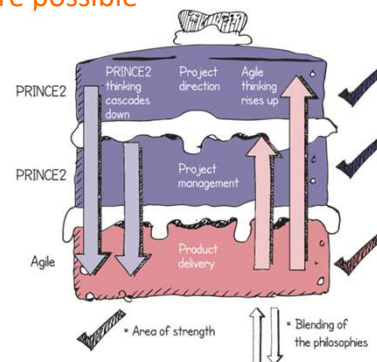 re possible
PRINCE2
thinking
cascades
down
Project
direction
Agile
thinking
rises up
PRINCE2
PRINCE2
Project
management
Agile
Product
delivery
= Area of strength
= Blending of
the philosophies